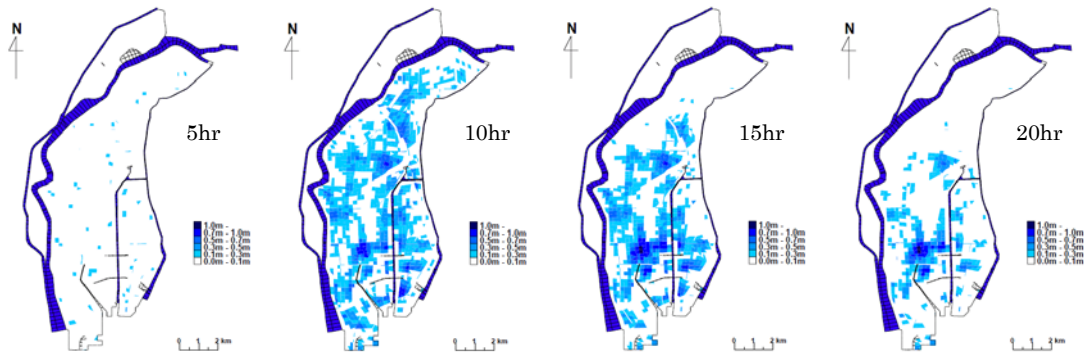 N
5hr
1.0m -
0.7m - 1.0m
0.5m - 0.7m
0.3m - 0.5m
0.1m - 0.3m
0.0m - 0.1m
0 1 2 km
N
10hr
1.0m -
0.7m - 1.0m
0.5m - 0.7m
0.3m - 0.5m
0.1m - 0.3m
0.0m - 0.1m
0 1 2 km
N
15hr
1.0m -
0.7m - 1.0m
0.5m - 0.7m
0.3m - 0.5m
0.1m - 0.3m
0.0m - 0.1m
0 1 2 km
N
20hr
1.0m -
0.7m - 1.0m
0.5m - 0.7m
0.3m - 0.5m
0.1m - 0.3m
0.0m - 0.1m
0 1 2 km